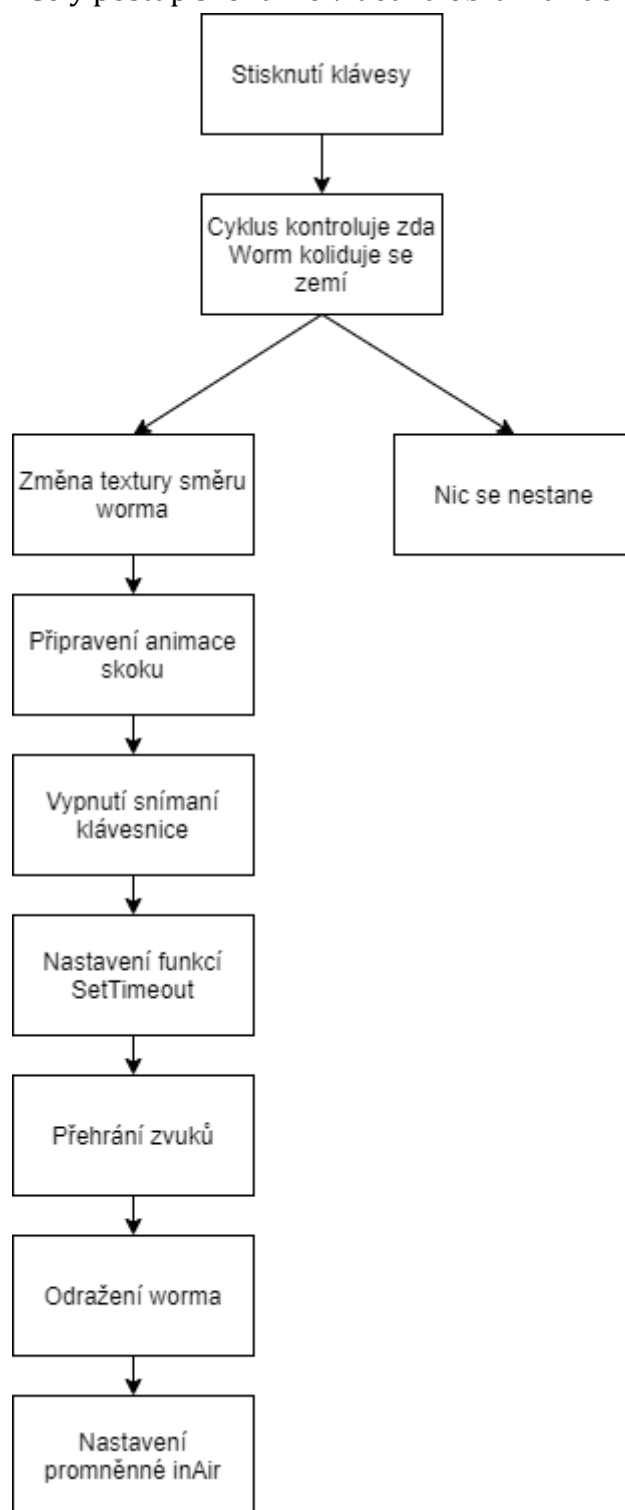 Stisknutí klávesy
Cyklus kontroluje zda
Worm koliduje se
zemí
Změna textury směru
worma
Nic se nestane
Připravení animace
skoku
Vypnutí snímaní
klávesnice
Nastavení funkcí
SetTimeout
Přehrání zvuků
Odražení worma
Nastavení
promněnné inAir